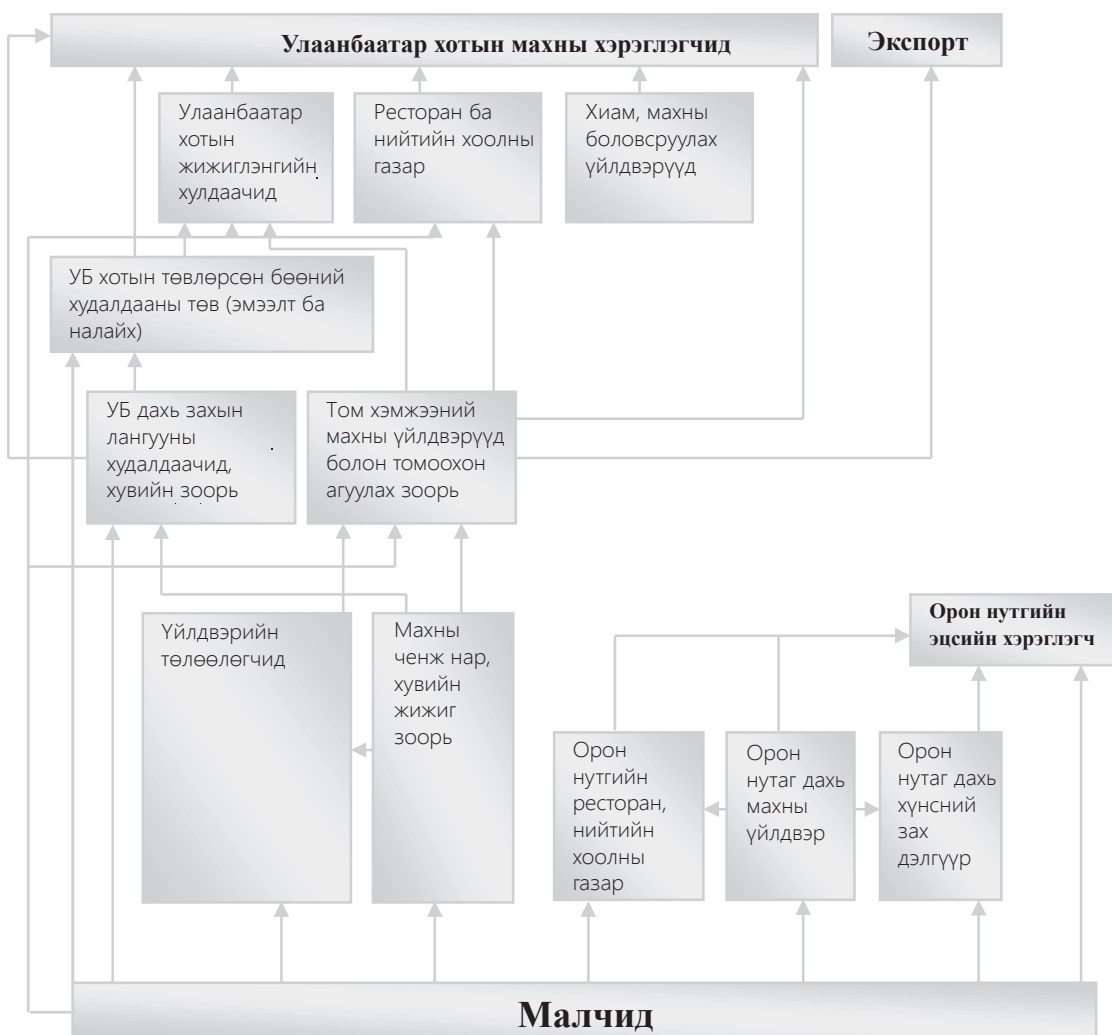 Улаанбаатар хотын махны хэрэглэгчид
Экспорт
Улаанбаатар
хотын
жижиглэнгийн
хулдаачид
Ресторан ба
нийтийн хоолны
газар
Хиам, махны
боловсруулах
үйлдвэрүүд
УБ хотын төвлөрсөн бөөний
худалдааны төв (эмээлт ба
налайх)
УБ дахь захын
лангууны
худалдаачид,
хувийн зоорь
Том хэмжээний
махны үйлдвэрүүд
болон томоохон
агуулах зоорь
Үйлдвэрийн
төлөөлөгчид
Махны
ченж нар,
хувийн
жижиг
зоорь
Орон нутгийн
эцсийн хэрэглэгч
Орон
нутгийн
ресторан,
нийтийн
хоолны
газар
Орон
нутаг дахь
махны
үйлдвэр
Орон
нутаг дахь
хүнсний
зах
дэлгүүр
Малчид